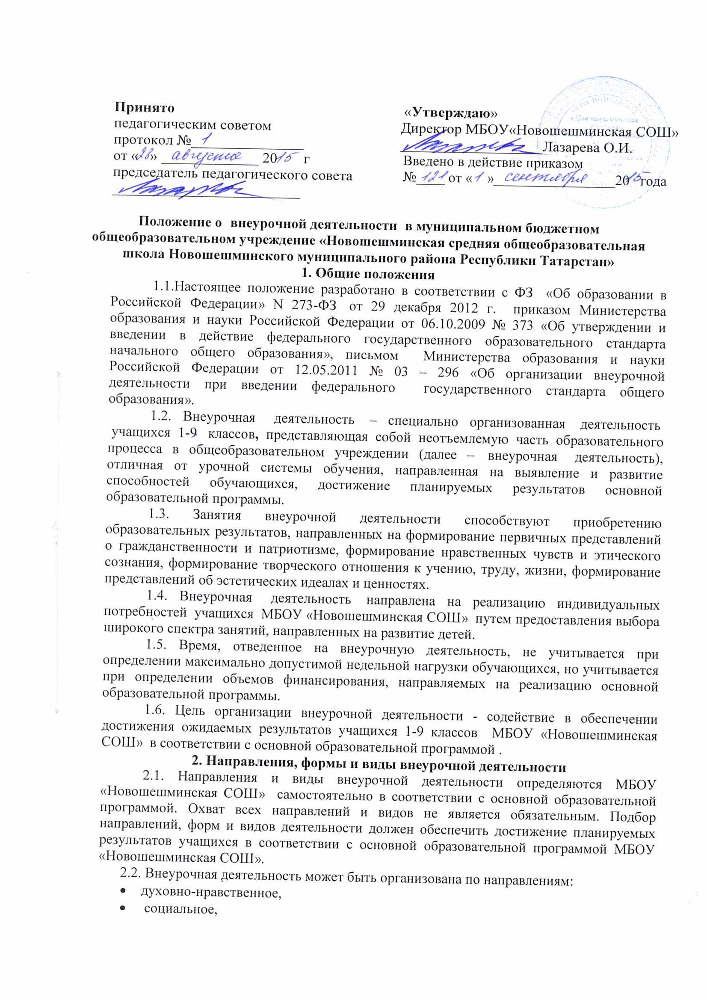 Принято
педагогическим советом
протокол № 1
от «28» августа 2015 г
председатель педагогического совета
«Утверждаю»
Директор МБОУ«Новошешминская СОШ»
Лазарева О.И.
Введено в действие приказом
№ 121 от «1 » сентября 2015 года
«Новошешминская
Положение о внеурочной деятельности в муниципальном бюджетном
общеобразовательном учреждение «Новошешминская средняя общеобразовательная
школа Новошешминского муниципального района Республики Татарстан»
1. Общие положения
1.1.Настоящее положение разработано в соответствии с ФЗ «Об образовании в
Российской Федерации» N 273-ФЗ от 29 декабря 2012 г. приказом Министерства
образования и науки Российской Федерации от 06.10.2009 № 373 «Об утверждении и
введении в действие федерального государственного образовательного стандарта
начального общего образования», письмом Министерства образования и науки
Российской Федерации от 12.05.2011 № 03 – 296 «Об организации внеурочной
деятельности при введении федерального государственного стандарта общего
образования».
1.2. Внеурочная деятельность – специально организованная деятельность
учащихся 1-9 классов, представляющая собой неотъемлемую часть образовательного
процесса в общеобразовательном учреждении (далее – внеурочная деятельность),
отличная от урочной системы обучения, направленная на выявление и развитие
способностей обучающихся, достижение планируемых результатов основной
образовательной программы.
1.3. Занятия внеурочной деятельности способствуют приобретению
образовательных результатов, направленных на формирование первичных представлений
о гражданственности и патриотизме, формирование нравственных чувств и этического
сознания, формирование творческого отношения к учению, труду, жизни, формирование
представлений об эстетических идеалах и ценностях.
1.4. Внеурочная деятельность направлена на реализацию индивидуальных
потребностей учащихся МБОУ «Новошешминская СОШ» путем предоставления выбора
широкого спектра занятий, направленных на развитие детей.
1.5. Время, отведенное на внеурочную деятельность, не учитывается при
определении максимально допустимой недельной нагрузки обучающихся, но учитывается
при определении объемов финансирования, направляемых на реализацию основной
образовательной программы.
1.6. Цель организации внеурочной деятельности - содействие в обеспечении
достижения ожидаемых результатов учащихся 1-9 классов МБОУ «Новошешминская
СОШ» в соответствии с основной образовательной программой .
2. Направления, формы и виды внеурочной деятельности
2.1. Направления и виды внеурочной деятельности определяются МБОУ
«Новошешминская СОШ» самостоятельно в соответствии с основной образовательной
программой. Охват всех направлений и видов не является обязательным. Подбор
направлений, форм и видов деятельности должен обеспечить достижение планируемых
результатов учащихся в соответствии с основной образовательной программой МБОУ
«Новошешминская СОШ».
2.2. Внеурочная деятельность может быть организована по направлениям:
• духовно-нравственное,
• социальное,